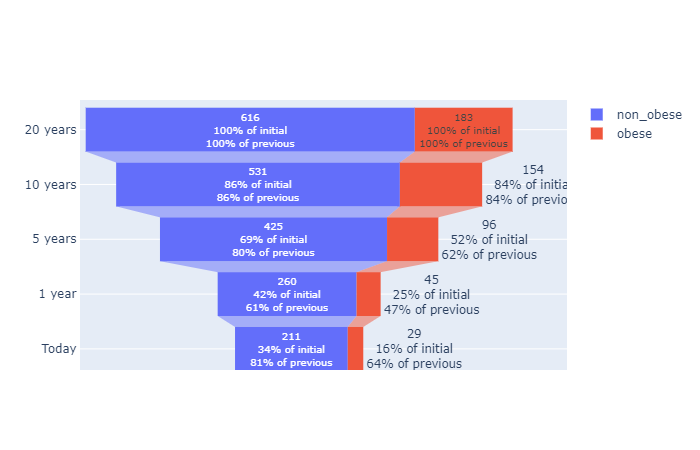 20 years
616
100% of initial
100% of previous
183
100% of initial
100% of previous
10 years
531
86% of initial
86% of previous
154
84% of initia
84% of previo
5 years
425
69% of initial
80% of previous
96
52% of initial
62% of previous
1 year
260
42% of initial
61% of previous
45
25% of initial
47% of previous
Today
211
34% of initial
81% of previous
29
16% of initial
64% of previous
non_obese
obese